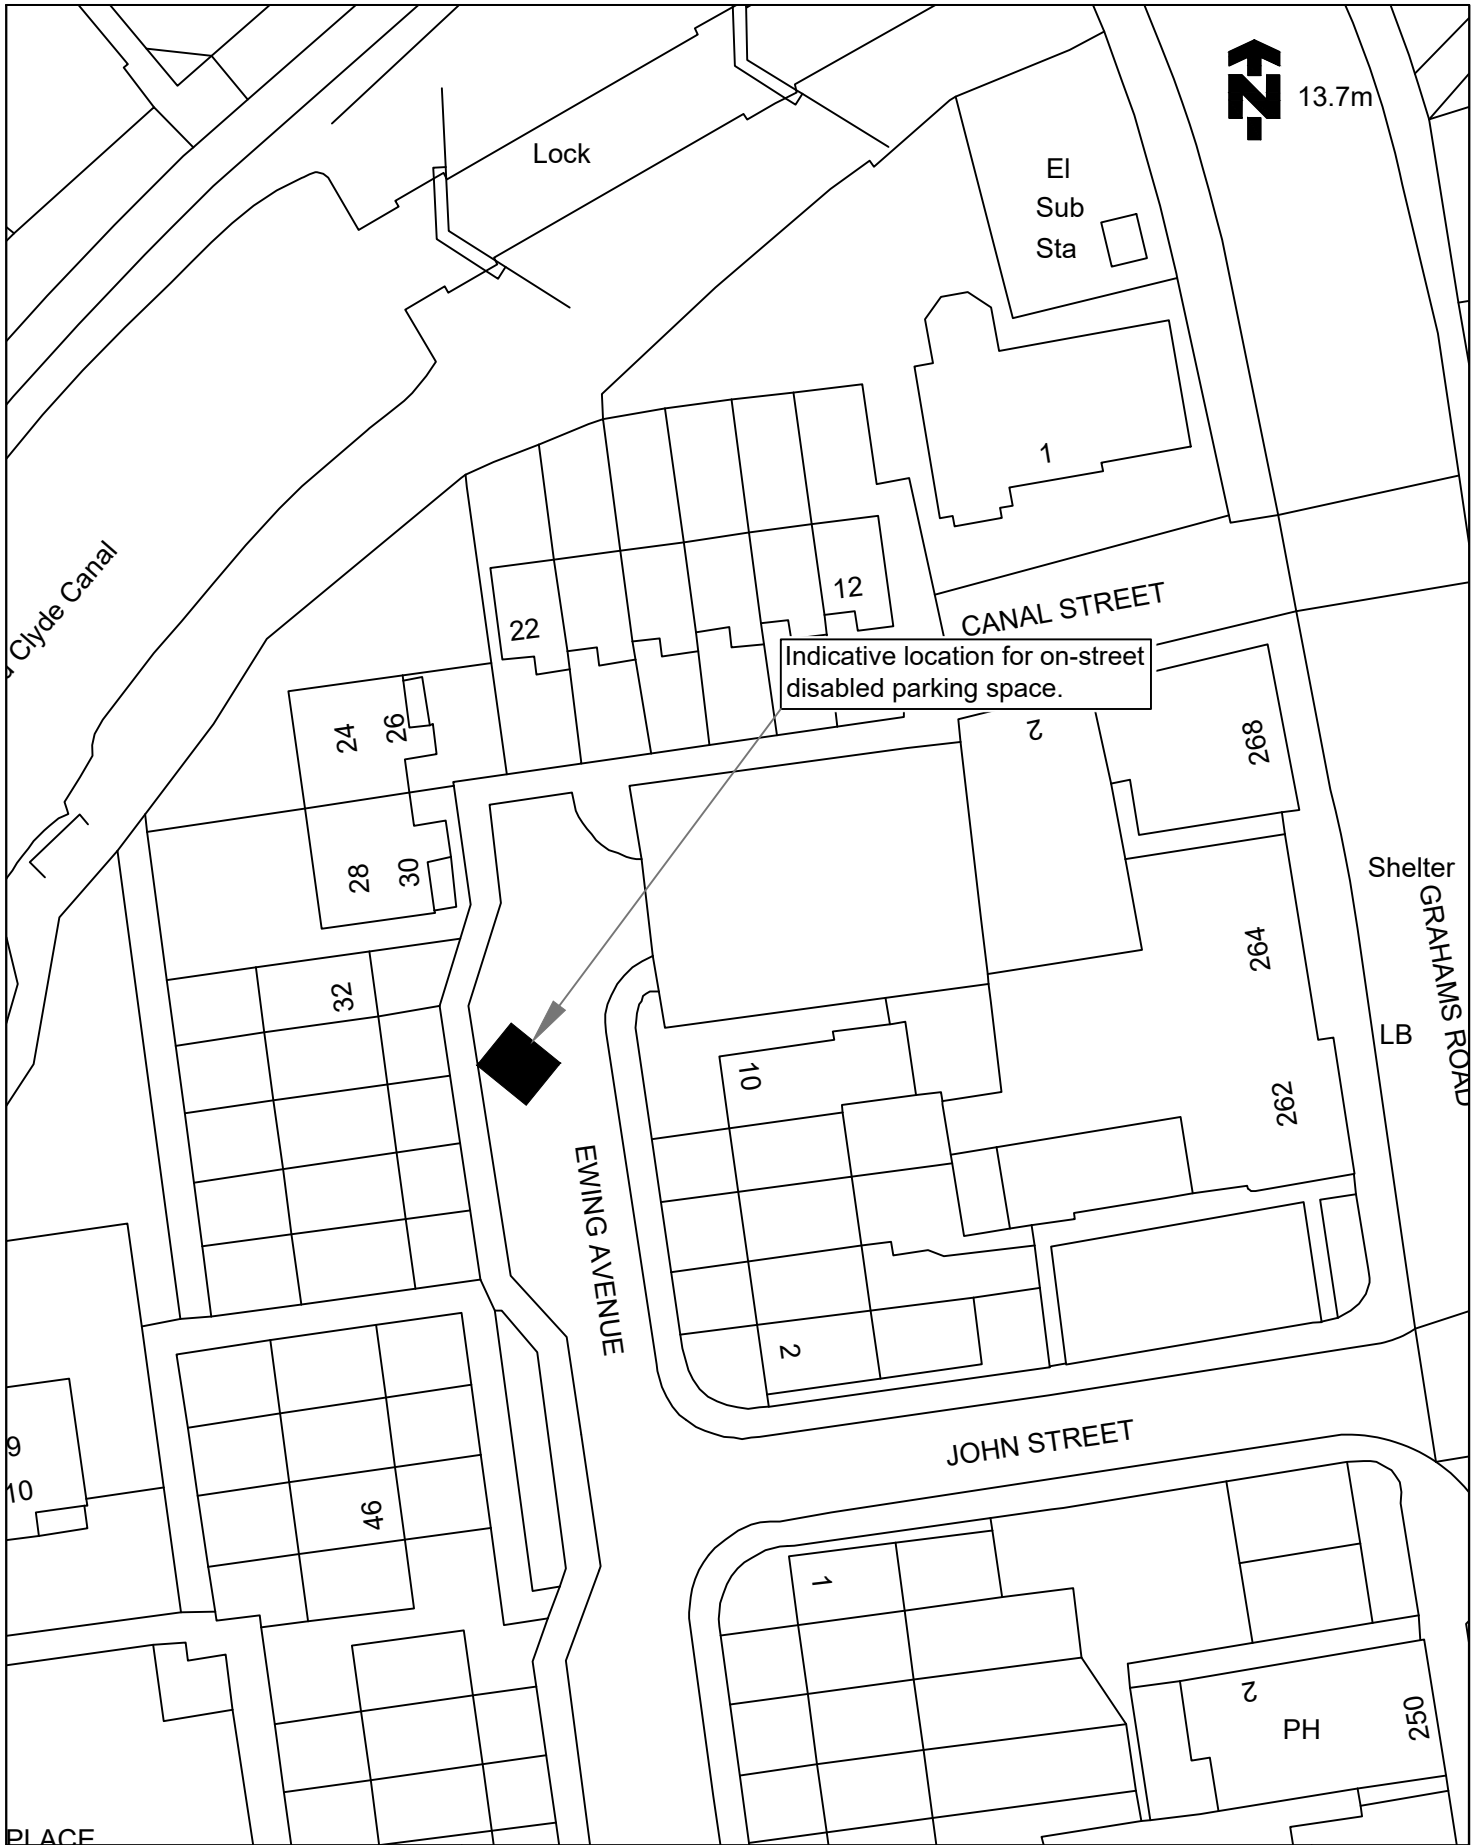 N
13.7m
Lock
El
Sub
Sta
1
Clyde Canal
12
22
CANAL STREET
Indicative location for on-street
disabled parking space.
24
26
2
268
28
30
Shelter
GRAHAMS ROAD
264
32
LB
10
262
EWING AVENUE
2
JOHN STREET
9
10
46
1
2
250
PH
PLACE